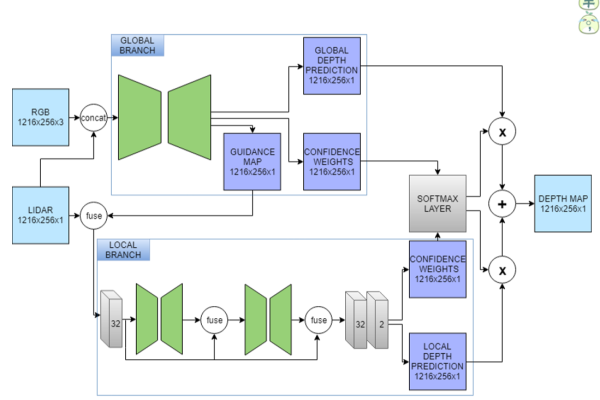 GLOBAL
BRANCH
GLOBAL
DEPTH
PREDICTION
1216x256x1
RGB
1216x256x3
concat
GUIDANCE
MAP
1216x256x1
CONFIDENCE
WEIGHTS
1216x256x1
LIDAR
1216x256x1
fuse
SOFTMAX
LAYER
X
+
X
DEPTH MAP
1216x256x1
LOCAL
BRANCH
CONFIDENCE
WEIGHTS
1216x256x1
32
fuse
fuse
32
2
LOCAL
DEPTH
PREDICTION
1216x256x1